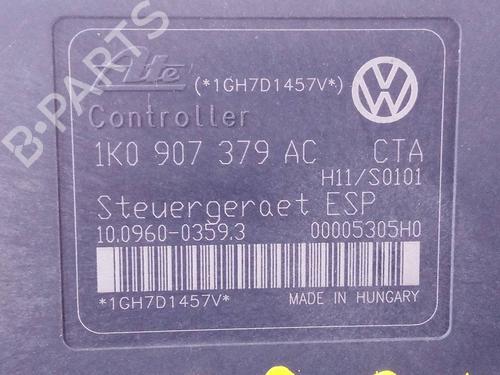 B-PARTS
Ate (*1GH7D1457V*)
Controller
1K0 907 379 AC CTA
H11/S0101
Steuergeraet ESP
10.0960-0359.3 00005305H0
*1GH7D1457V* MADE IN HUNGARY